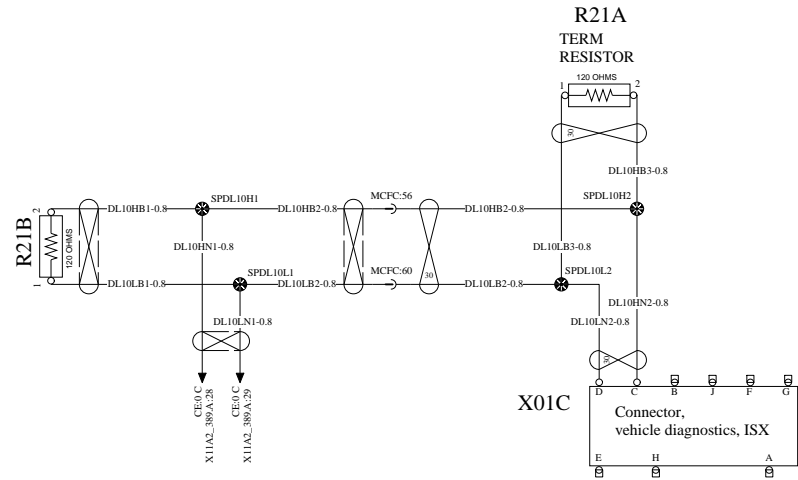 R21A
TERM
RESISTOR
120 OHMS
1
2
30
DL10HB3-0.8
SPDL10H1
MCFC:56
SPDL10H2
R21B
2
120 OHMS
1
DL10HB1-0.8
DL10HB2-0.8
DL10HB2-0.8
DL10HN1-0.8
DL10LB3-0.8
SPDL10L1
MCFC:60
SPDL10L2
DL10LB1-0.8
DL10LB2-0.8
30
DL10LB2-0.8
DL10HN2-0.8
DL10LN1-0.8
DL10LN2-0.8
30
CE:0 C
X11A2_389.A:28
CE:0 C
X11A2_389.A:29
X01C
D C B J F G
Connector,
vehicle diagnostics, ISX
E H A